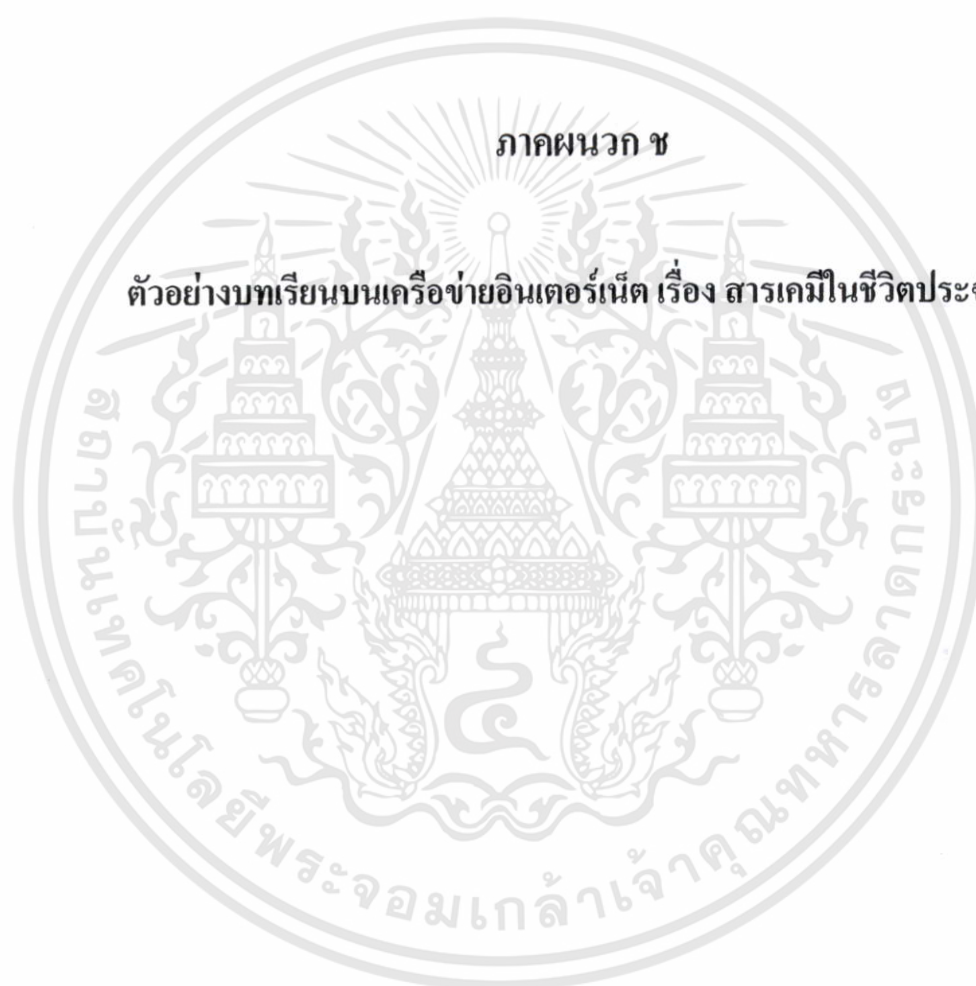 ภาคผนวก ช
ตัวอย่างบทเรียนบนเครือข่ายอินเตอร์เน็ต เรื่อง สารเคมีในชีวิต
สถาบันเทคโนโลยีพระจอมเกล้าเจ้าคุณทหารลาดกระบัง